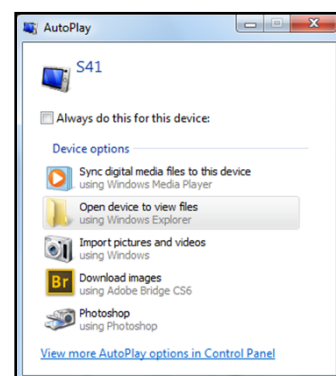 AutoPlay
S41
Always do this for this device:
Device options
Sync digital media files to this device
using Windows Media Player
Open device to view files
using Windows Explorer
Import pictures and videos
using Windows
Br
Download images
using Adobe Bridge CS6
Photoshop
using Photoshop
View more AutoPlay options in Control Panel